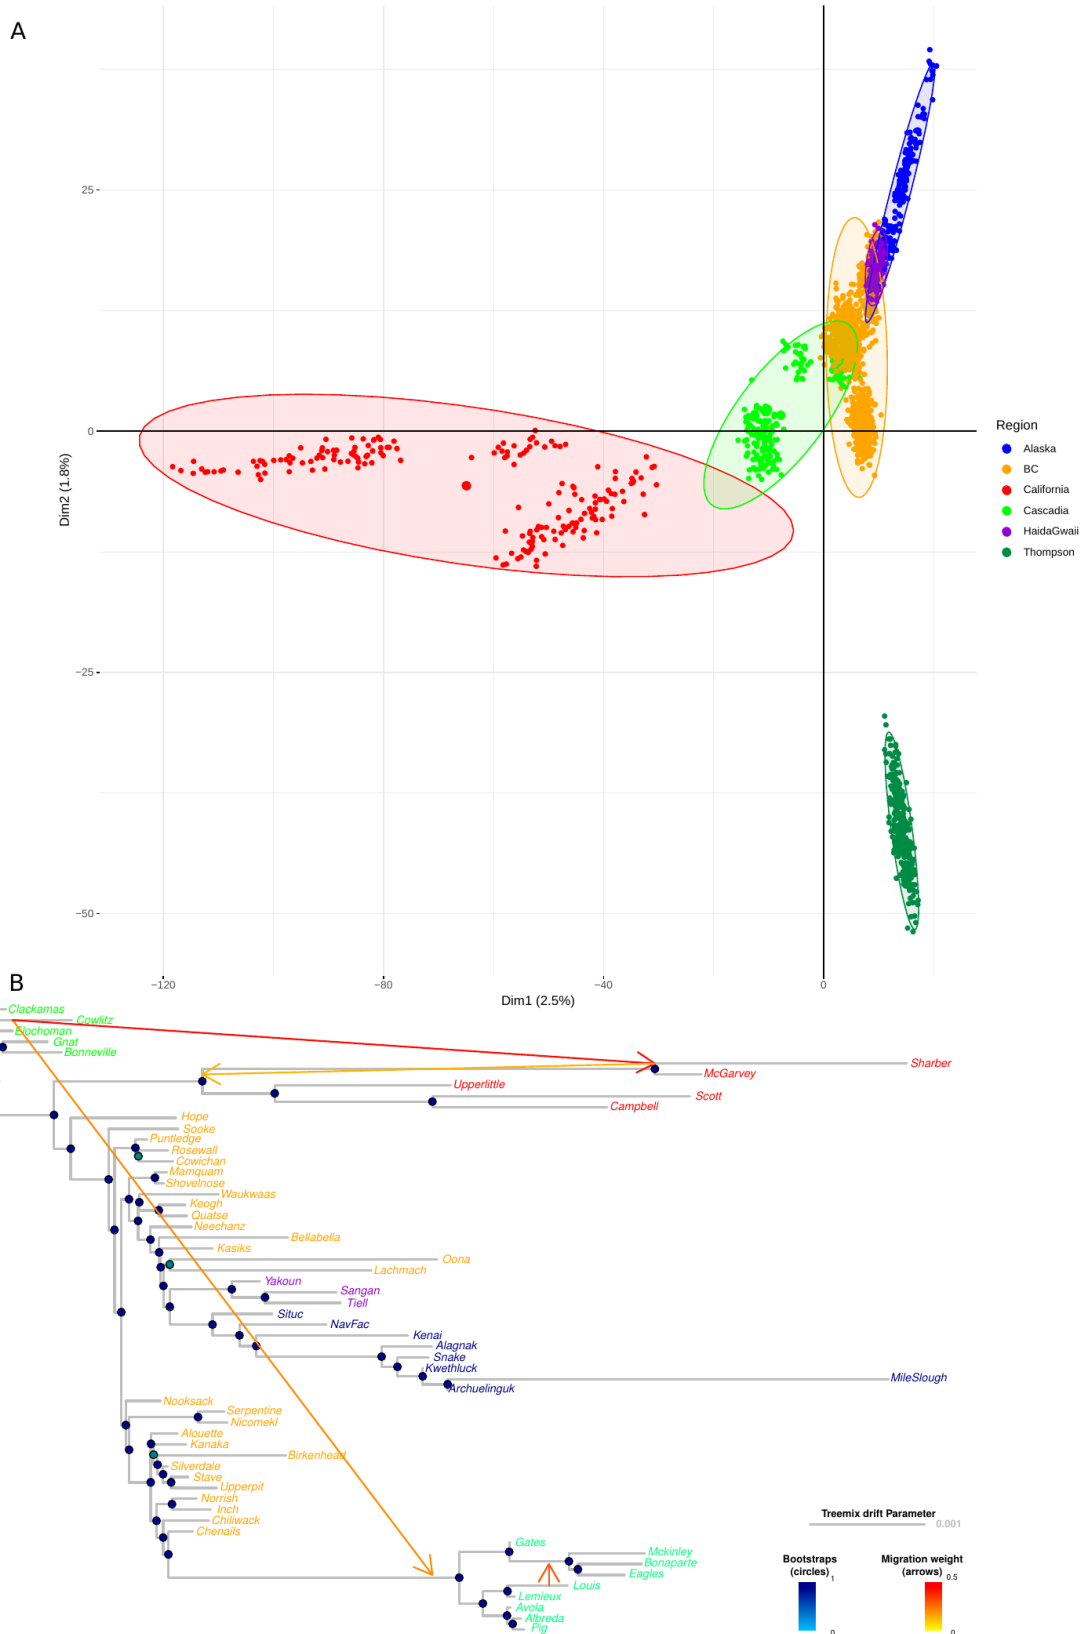 A
25
0
−25
−50
Dim2 (1.8%)
Region
Alaska
BC
California
Cascadia
HaidaGwaii
Thompson
−120
−80
−40
0
Dim1 (2.5%)
B
Clackamas
Cowlitz
Elochoman
Gnat
Bonneville
Sharber
McGarvey
Upperlittle
Scott
Campbell
Hope
Sooke
Puntledge
Rosewall
Cowichan
Mamquam
Shovelnose
Waukwaas
Keogh
Quatse
Neechanz
Bellabella
Kasiks
Oona
Lachmach
Yakoun
Sangan
Tiell
Situc
NavFac
Kenai
Alagnak
Snake
Kwethluck
MileSlough
Archuelinguk
Nooksack
Serpentine
Nicomekl
Alouette
Kanaka
Birkenhead
Silverdale
Stave
Upperpit
Norrish
Inch
Chiliwack
Chenails
Gates
Mckinley
Bonaparte
Eagles
Louis
Lemieux
Avola
Albreda
Pig
Treemix drift Parameter
0.001
Bootstraps
(circles)
1
0
Migration weight
(arrows)
0.5
0